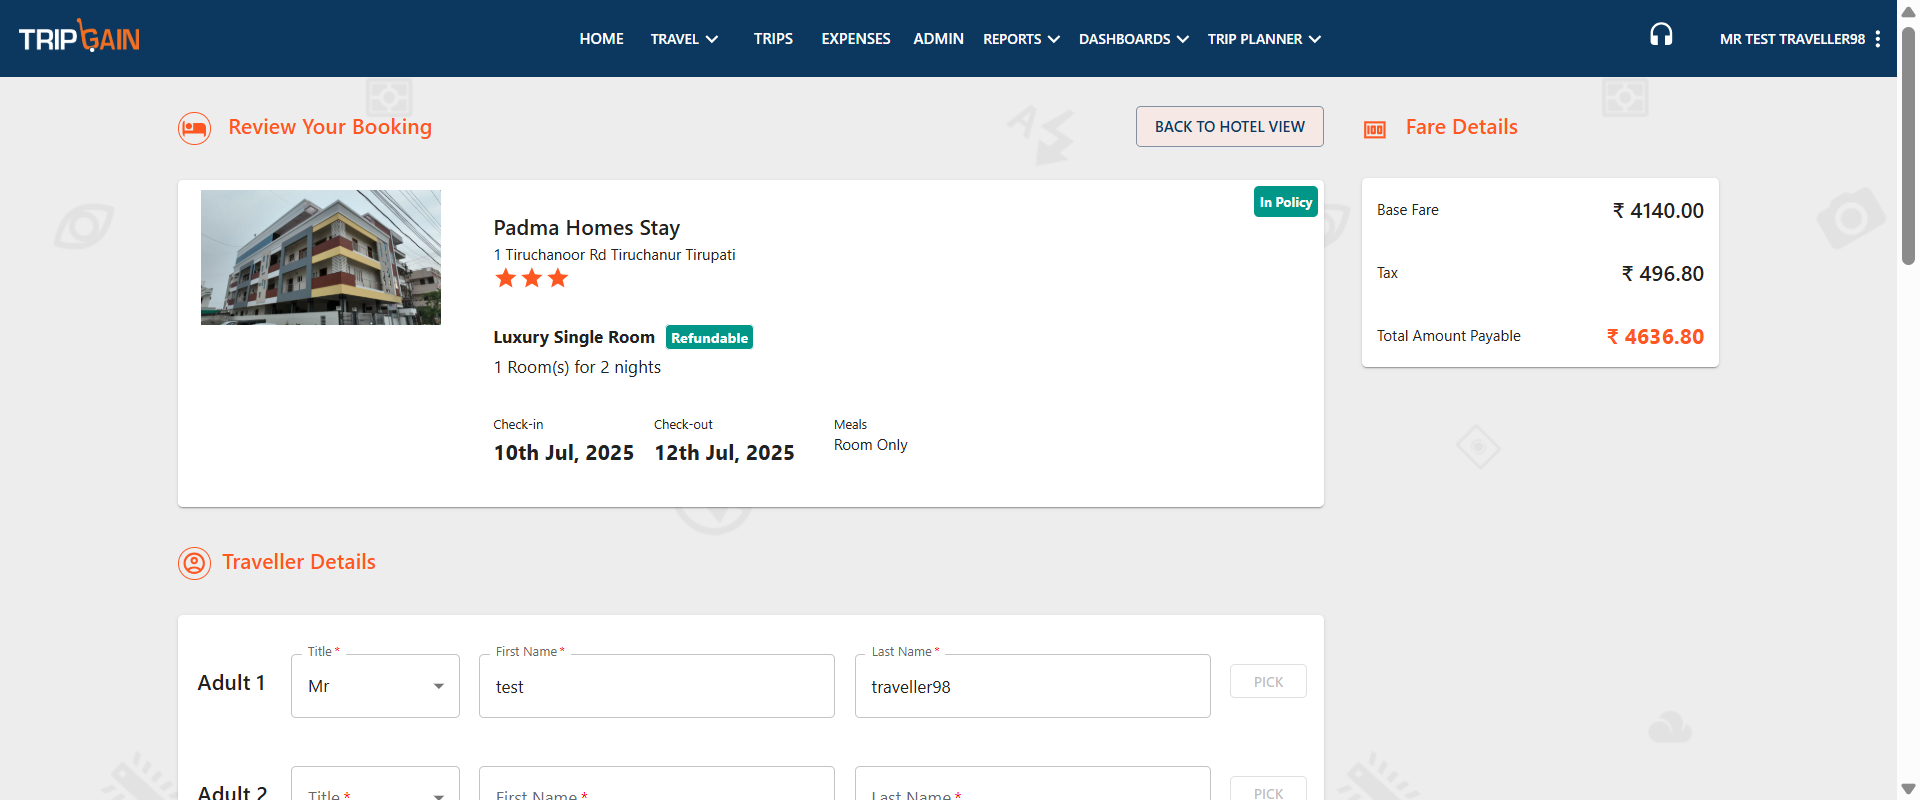 TRIPGAIN
HOME TRAVEL TRIPS EXPENSES ADMIN REPORTS DASHBOARDS TRIP PLANNER
MR TEST TRAVELLER98
Review Your Booking
BACK TO HOTEL VIEW
Fare Details
In Policy
Padma Homes Stay
1 Tiruchanoor Rd Tiruchanur Tirupati
Luxury Single Room Refundable
1 Room(s) for 2 nights
Check-in Check-out Meals
10th Jul, 2025 12th Jul, 2025 Room Only
Base Fare ₹ 4140.00
Tax ₹ 496.80
Total Amount Payable ₹ 4636.80
Traveller Details
Title * First Name * Last Name *
Adult 1 Mr test traveller98 PICK
Adult 2 Title * First Name * Last Name * PICK